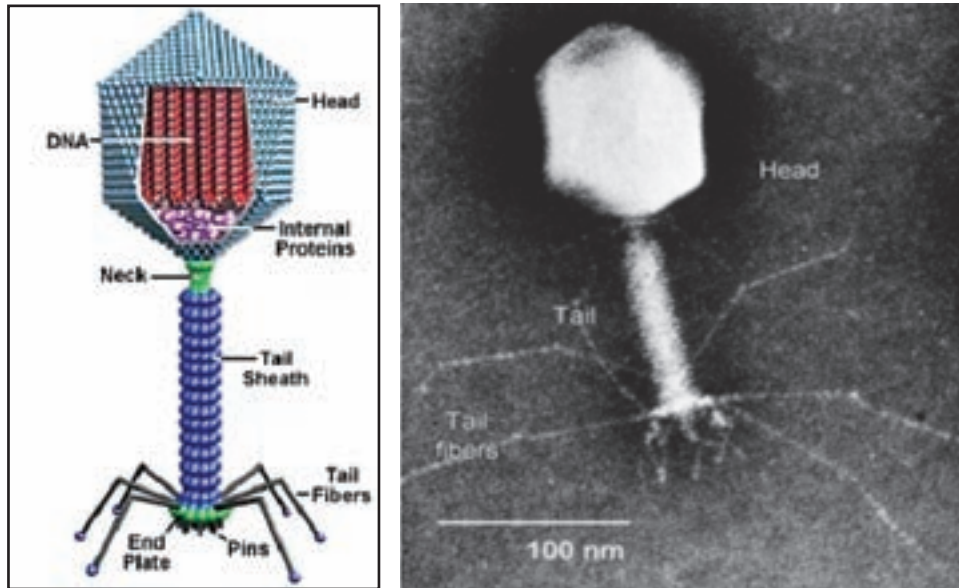 Head
DNA
Internal
Proteins
Neck
Tail
Sheath
Tail
Fibers
End
Plate
Pins
Head
Tail
Tail
fibers
100 nm